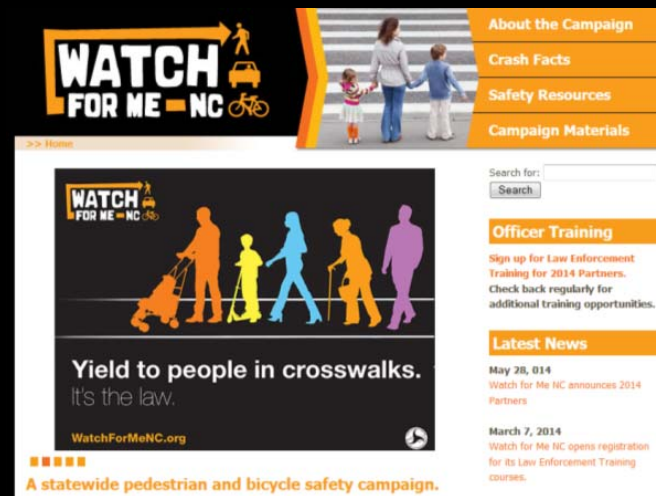 WATCH
FOR ME - NC
About the Campaign
Crash Facts
Safety Resources
Campaign Materials
>> Home
Search for:
Search
WATCH
FOR ME - NC
Yield to people in crosswalks.
It's the law.
WatchForMeNC.org
A statewide pedestrian and bicycle safety campaign.
Officer Training
Sign up for Law Enforcement
Training for 2014 Partners.
Check back regularly for
additional training opportunities.
Latest News
May 28, 014
Watch for Me NC announces 2014
Partners
March 7, 2014
Watch for Me NC opens registration
for its Law Enforcement Training
courses.